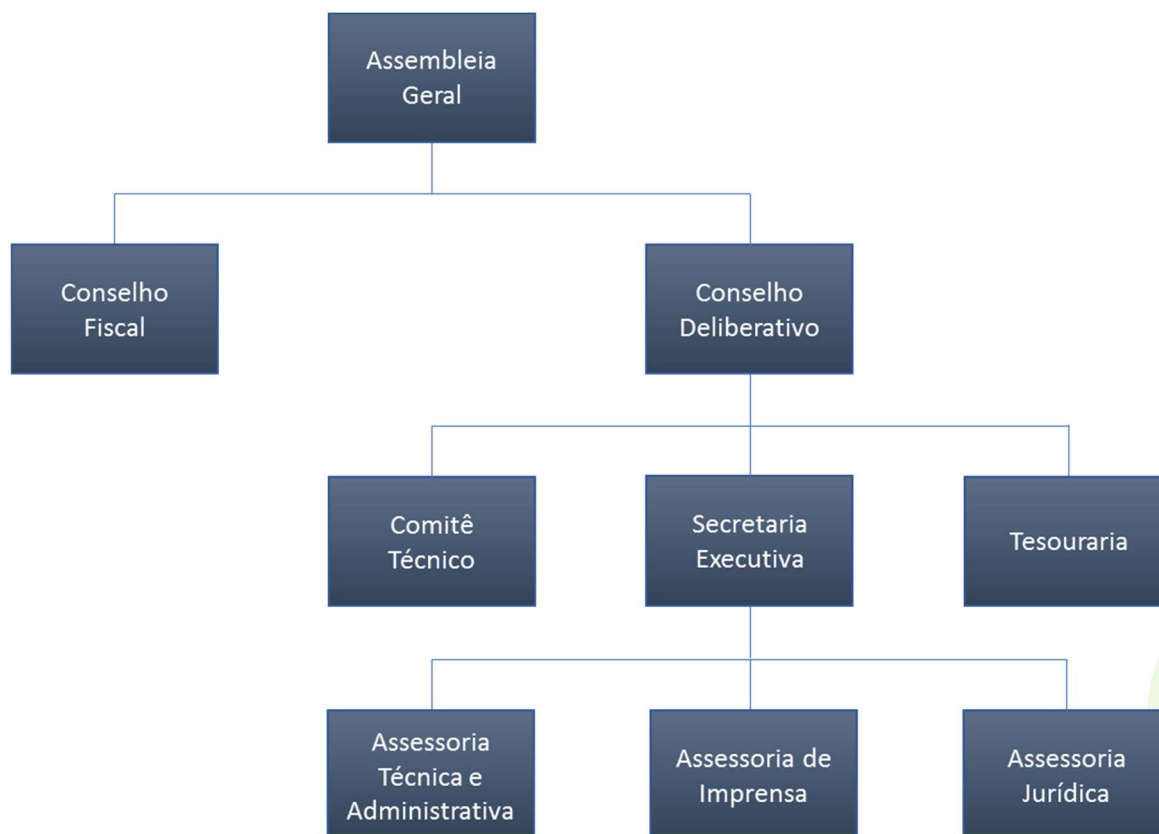 Assembleia
Geral
Conselho
Fiscal
Conselho
Deliberativo
Comitê
Técnico
Secretaria
Executiva
Tesouraria
Assessoria
Técnica e
Administrativa
Assessoria de
Imprensa
Assessoria
Jurídica